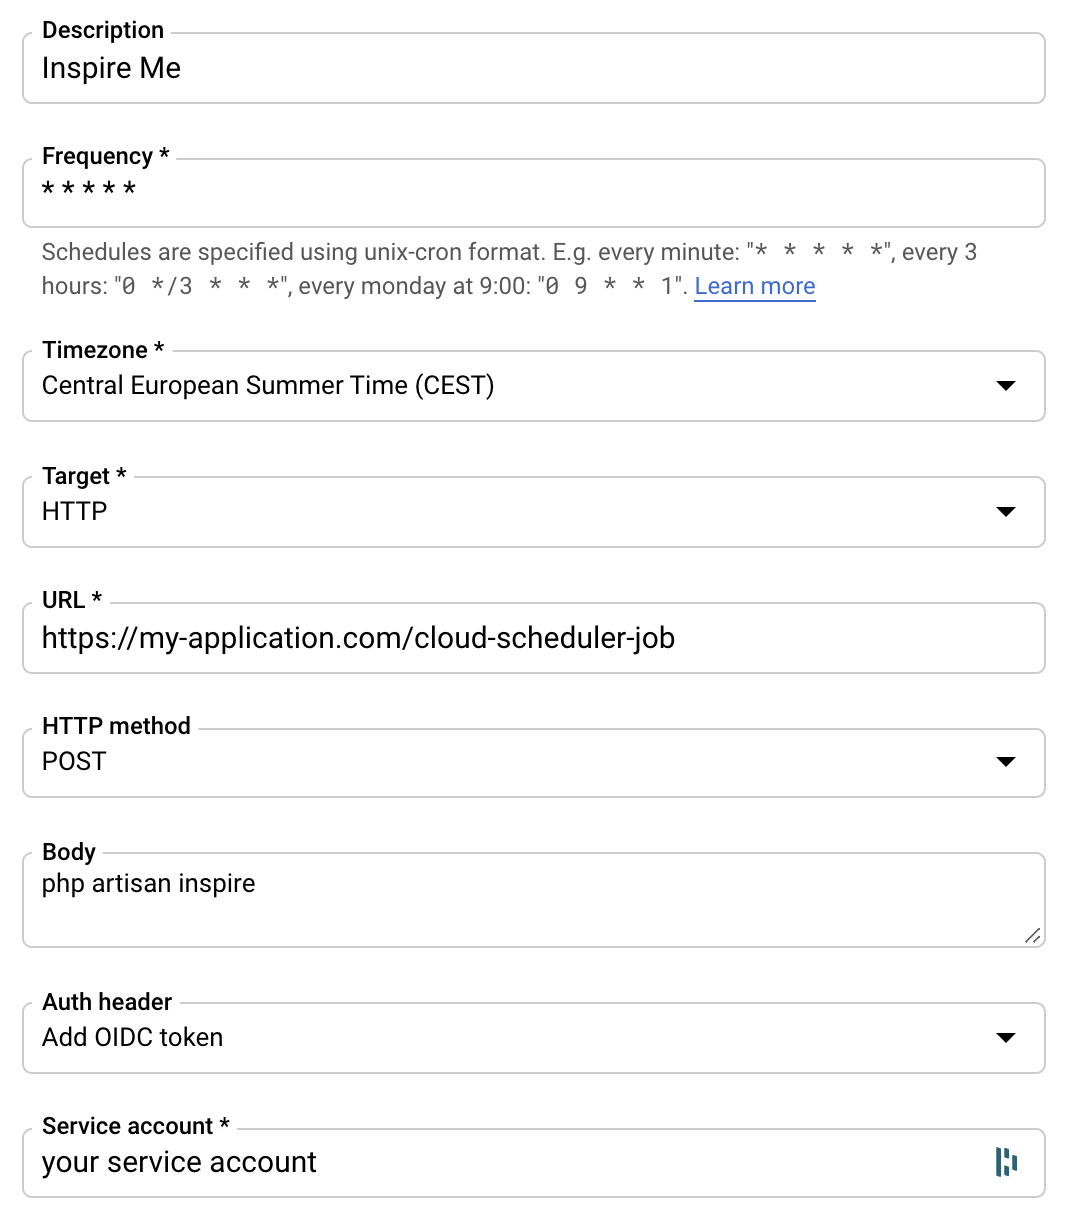 Description
Inspire Me
Frequency *
* * * * *
Schedules are specified using unix-cron format. E.g. every minute: "* * * * *", every 3
hours: "0 */3 * * *", every monday at 9:00: "0 9 * * 1". Learn more
Timezone *
Central European Summer Time (CEST)
Target *
HTTP
URL *
https://my-application.com/cloud-scheduler-job
HTTP method
POST
Body
php artisan inspire
Auth header
Add OIDC token
Service account *
your service account